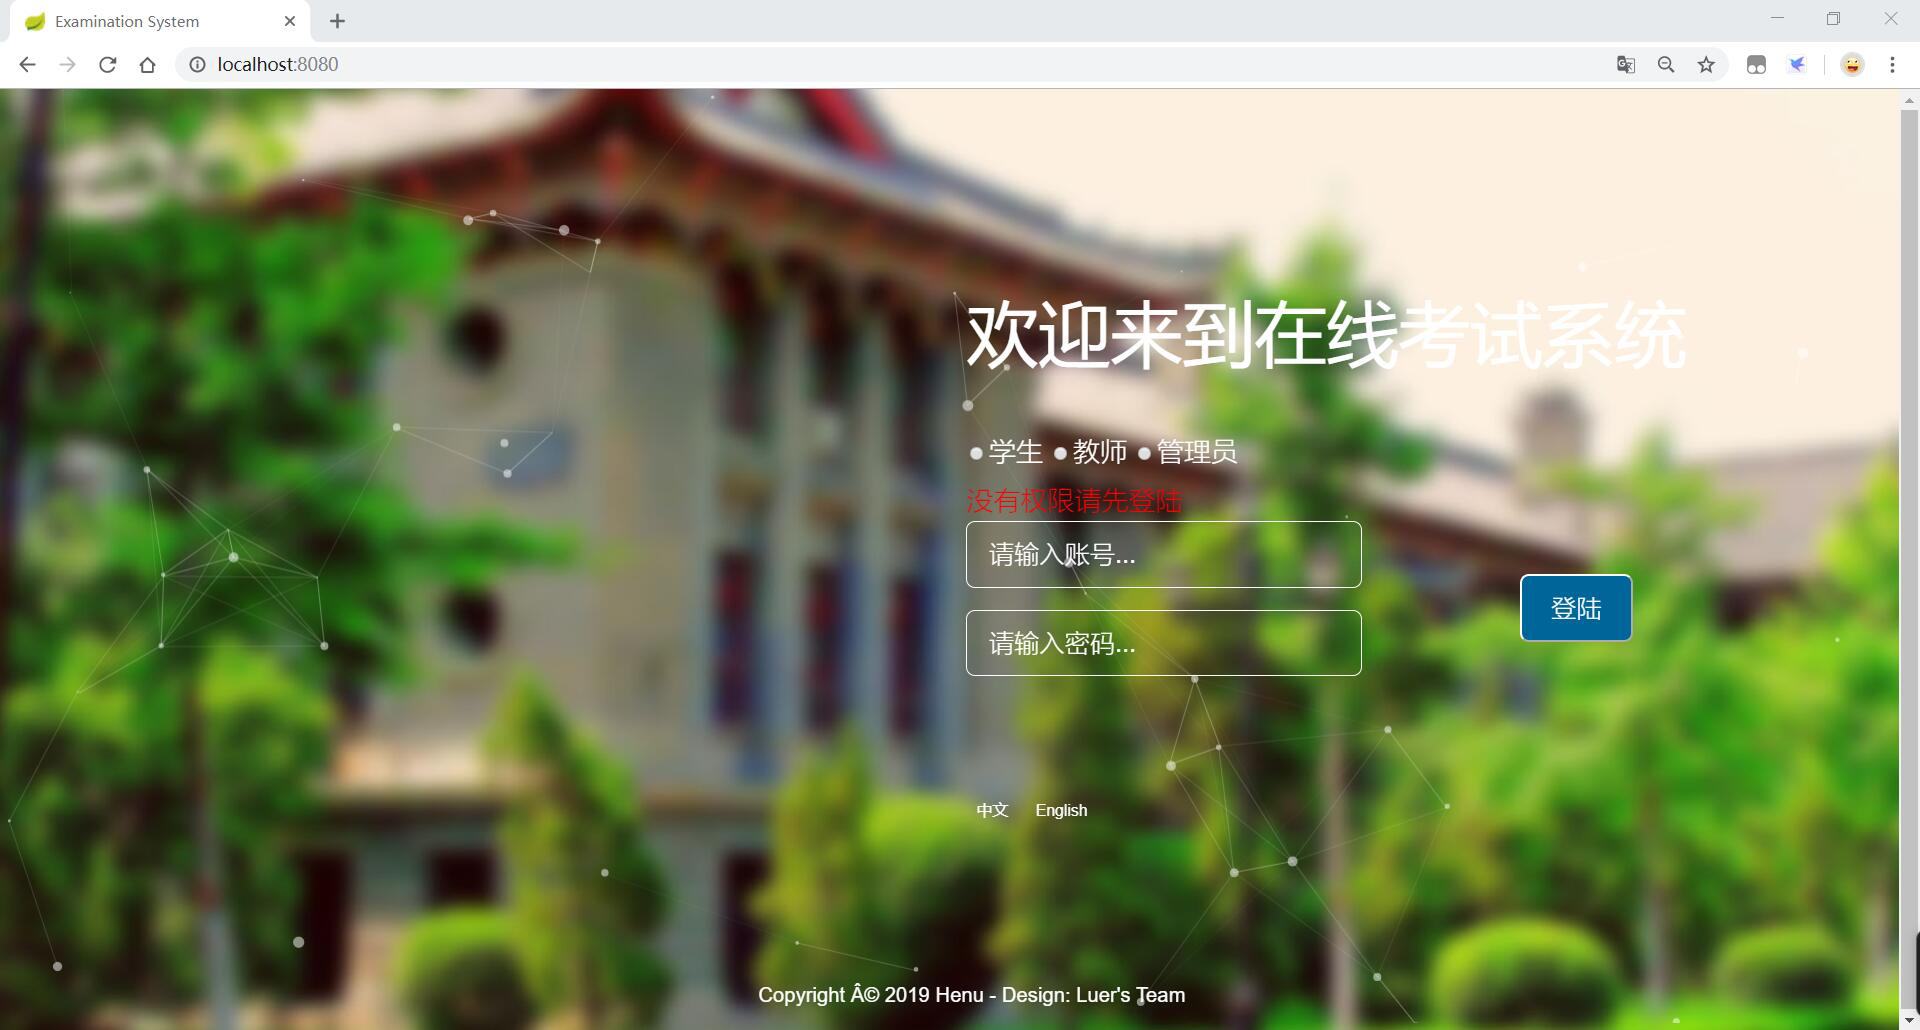 Examination System
localhost:8080
欢迎来到在线考试系统
学生 教师 管理员
没有权限请先登陆
请输入账号...
登陆
请输入密码...
中文 English
Copyright Â© 2019 Henu - Design: Luer's Team